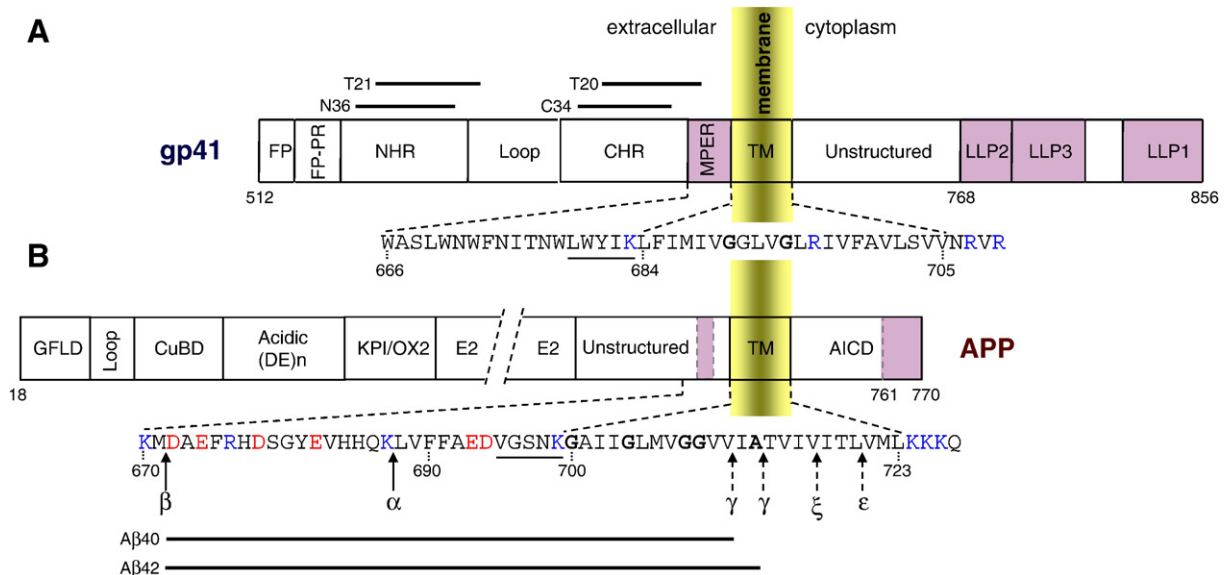 A
extracellular
cytoplasm
membrane
T21
T20
N36
C34
gp41
FP
FP-PR
NHR
Loop
CHR
MPER
TM
Unstructured
LLP2
LLP3
LLP1
512
768
856
WASLWNWFNITNWLWYIKLFIMIVGGLVGLRIVFAVLSVVNRVR
666
684
705
B
GFLD
Loop
CuBD
Acidic
(DE)n
KPI/OX2
E2
E2
Unstructured
TM
AICD
APP
18
761
770
KMDAEFRHDSGYEVHHQKLVFFAEDVGSNKGAIIGLMVGGVVIATVIVITLVMLKKKQ
670
690
700
723
β
α
γ
γ
ξ
ε
Aβ40
Aβ42